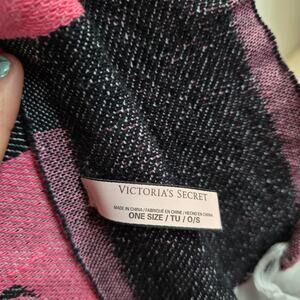 VICTORIA'S SECRET
MADE IN CHINA / FABRIQUÉ EN CHINE / HECHO EN CHINA
ONE SIZE / TU / O/S